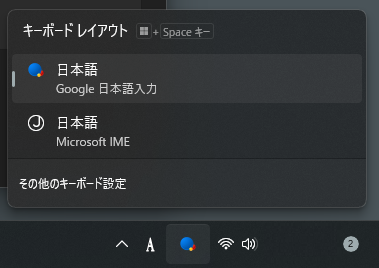 キーボード レイアウト + Space キー
日本語
Google 日本語入力
日本語
Microsoft IME
その他のキーボード設定
A 2